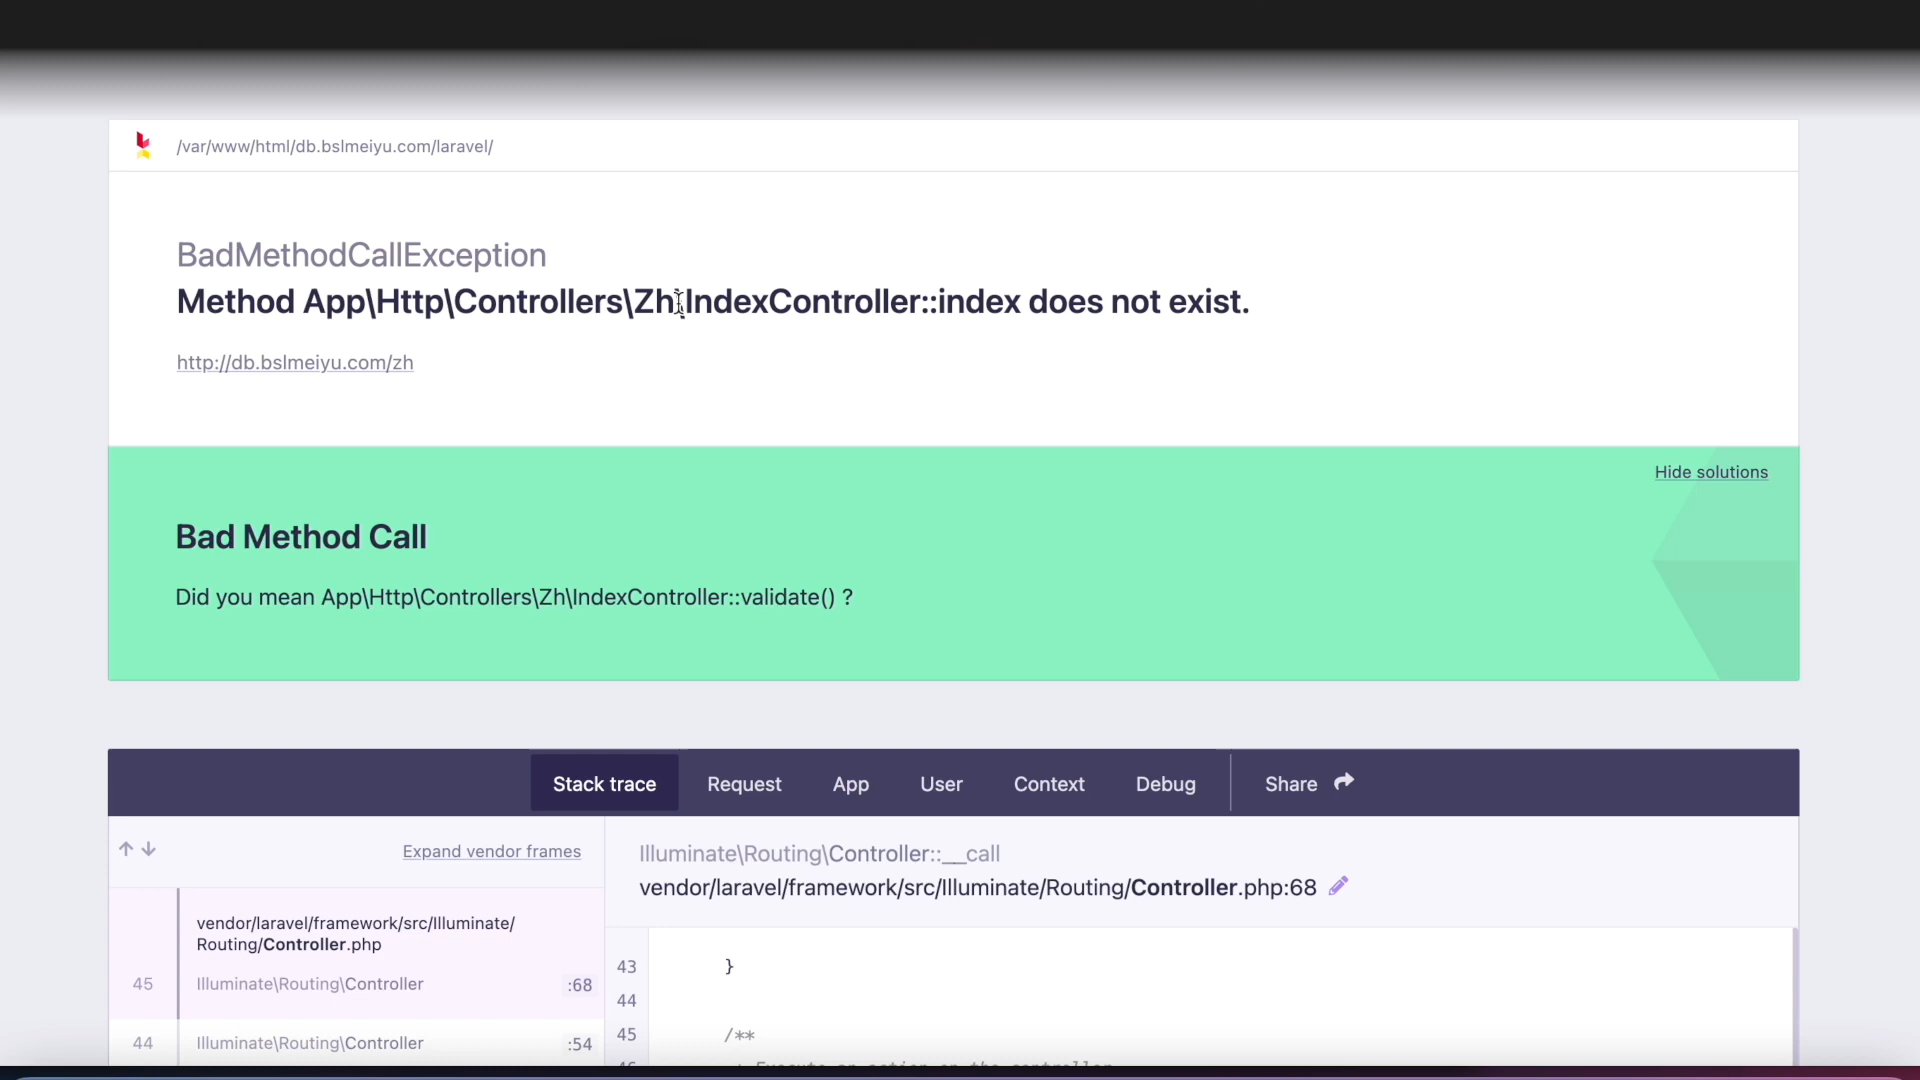 /var/www/html/db.bslmeiyu.com/laravel/
BadMethodCallException
Method App\Http\Controllers\Zh\IndexController::index does not exist.
http://db.bslmeiyu.com/zh
Hide solutions
Bad Method Call
Did you mean App\Http\Controllers\Zh\IndexController::validate() ?
Stack trace Request App User Context Debug Share
Expand vendor frames
Illuminate\Routing\Controller::__call
vendor/laravel/framework/src/Illuminate/Routing/Controller.php:68
vendor/laravel/framework/src/Illuminate/
Routing/Controller.php
45 Illuminate\Routing\Controller :68
44 Illuminate\Routing\Controller :54
43 }
44
45 /**